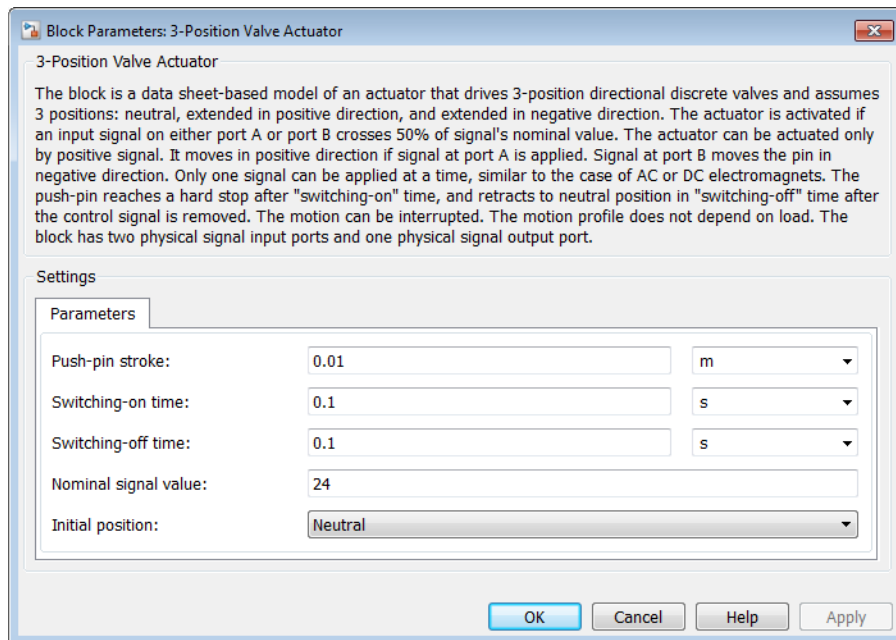 Block Parameters: 3-Position Valve Actuator
3-Position Valve Actuator
The block is a data sheet-based model of an actuator that drives 3-position directional discrete valves and assumes
3 positions: neutral, extended in positive direction, and extended in negative direction. The actuator is activated if
an input signal on either port A or port B crosses 50% of signal's nominal value. The actuator can be actuated only
by positive signal. It moves in positive direction if signal at port A is applied. Signal at port B moves the pin in
negative direction. Only one signal can be applied at a time, similar to the case of AC or DC electromagnets. The
push-pin reaches a hard stop after "switching-on" time, and retracts to neutral position in "switching-off" time after
the control signal is removed. The motion can be interrupted. The motion profile does not depend on load. The
block has two physical signal input ports and one physical signal output port.
Settings
Parameters
Push-pin stroke: 0.01 m
Switching-on time: 0.1 s
Switching-off time: 0.1 s
Nominal signal value: 24
Initial position: Neutral
OK Cancel Help Apply